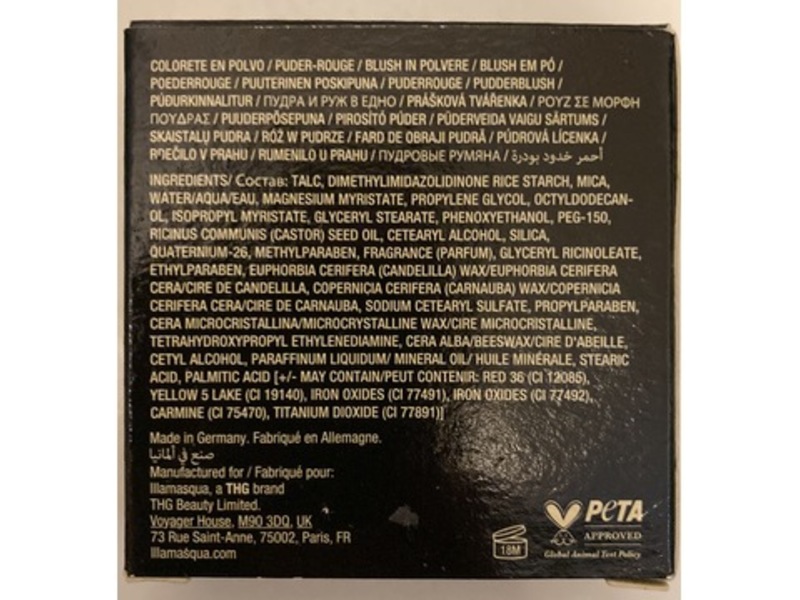 COLORETE EN POLVO / PUDER-ROUGE / BLUSH IN POLVERE / BLUSH EM PÓ /
POEDERROUGE / PUUTERINEN POSKIPUNA / PUDERROUGE / PUDDERBLUSH /
PÚÐURKINNALITUR / ПУДРА И РУЖ В ЕДНО / PRÁŠKOVÁ TVÁŘENKA / ΡΟΥΖ ΣΕ ΜΟΡΦΗ
ΠΟΥΔΡΑΣ / PUUDERPÕSEPUNA / PIROSÍTÓ PÚDER / PŪDERVEIDA VAIGU SĀRTUMS /
SKAISTALŲ PUDRA / RÓŻ W PUDRZE / FARD DE OBRAJI PUDRĂ / PÚDROVÁ LÍCENKA /
RDEČILO V PRAHU / RUMENILO U PRAHU / ПУДРОВЫЕ РУМЯНА / أحمر خدود بودرة
INGREDIENTS/ Состав: TALC, DIMETHYLIMIDAZOLIDINONE RICE STARCH, MICA,
WATER/AQUA/EAU, MAGNESIUM MYRISTATE, PROPYLENE GLYCOL, OCTYLDODECAN-
OL, ISOPROPYL MYRISTATE, GLYCERYL STEARATE, PHENOXYETHANOL, PEG-150,
RICINUS COMMUNIS (CASTOR) SEED OIL, CETEARYL ALCOHOL, SILICA,
QUATERNIUM-26, METHYLPARABEN, FRAGRANCE (PARFUM), GLYCERYL RICINOLEATE,
ETHYLPARABEN, EUPHORBIA CERIFERA (CANDELILLA) WAX/EUPHORBIA CERIFERA
CERA/CIRE DE CANDELILLA, COPERNICIA CERIFERA (CARNAUBA) WAX/COPERNICIA
CERIFERA CERA/CIRE DE CARNAUBA, SODIUM CETEARYL SULFATE, PROPYLPARABEN,
CERA MICROCRISTALLINA/MICROCRYSTALLINE WAX/CIRE MICROCRISTALLINE,
TETRAHYDROXYPROPYL ETHYLENEDIAMINE, CERA ALBA/BEESWAX/CIRE D'ABEILLE,
CETYL ALCOHOL, PARAFFINUM LIQUIDUM/ MINERAL OIL/ HUILE MINÉRALE, STEARIC
ACID, PALMITIC ACID [+/- MAY CONTAIN/PEUT CONTENIR: RED 36 (CI 12085),
YELLOW 5 LAKE (CI 19140), IRON OXIDES (CI 77491), IRON OXIDES (CI 77492),
CARMINE (CI 75470), TITANIUM DIOXIDE (CI 77891)]
Made in Germany. Fabriqué en Allemagne.
صنع في ألمانيا
Manufactured for / Fabriqué pour:
Illamasqua, a THG brand
THG Beauty Limited.
Voyager House, M90 3DQ, UK
73 Rue Saint-Anne, 75002, Paris, FR
Illamasqua.com
18M
PETA
APPROVED
Global Animal Test Policy